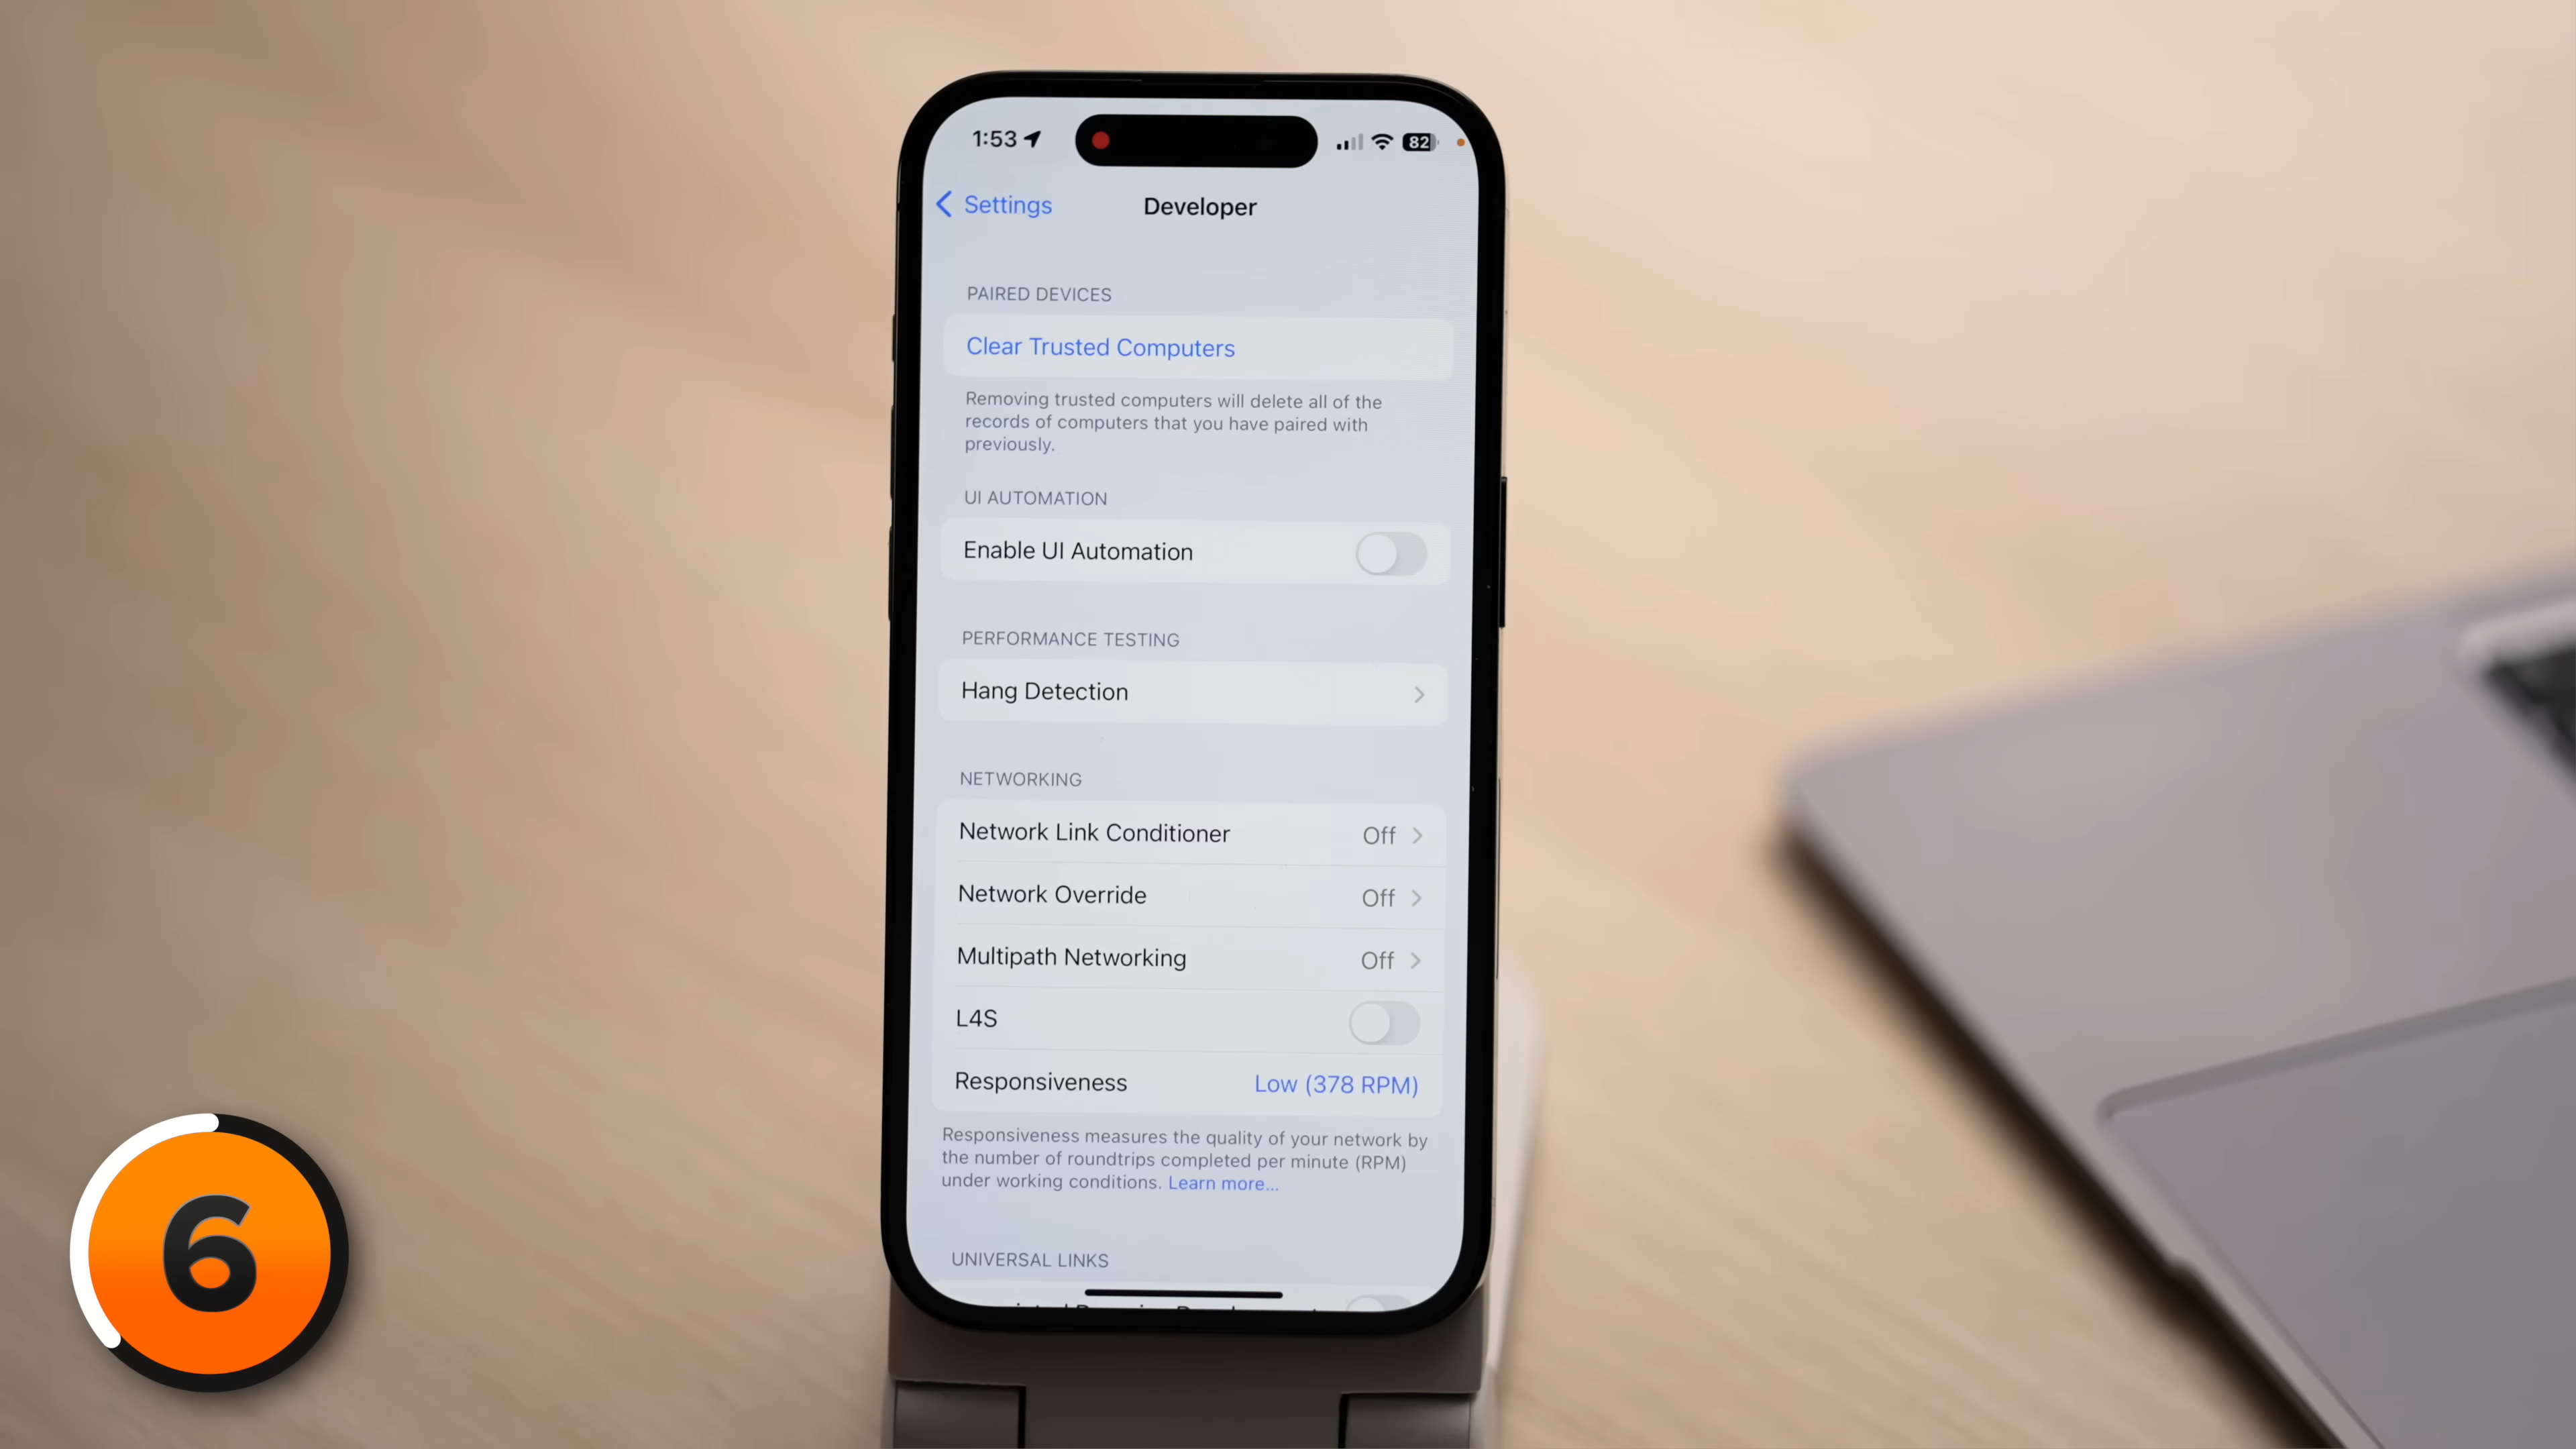 1:53
82
Settings
Developer
PAIRED DEVICES
Clear Trusted Computers
Removing trusted computers will delete all of the
records of computers that you have paired with
previously.
UI AUTOMATION
Enable UI Automation
PERFORMANCE TESTING
Hang Detection
NETWORKING
Network Link Conditioner Off
Network Override Off
Multipath Networking Off
L4S
Responsiveness Low (378 RPM)
Responsiveness measures the quality of your network by
the number of roundtrips completed per minute (RPM)
under working conditions. Learn more...
UNIVERSAL LINKS
6